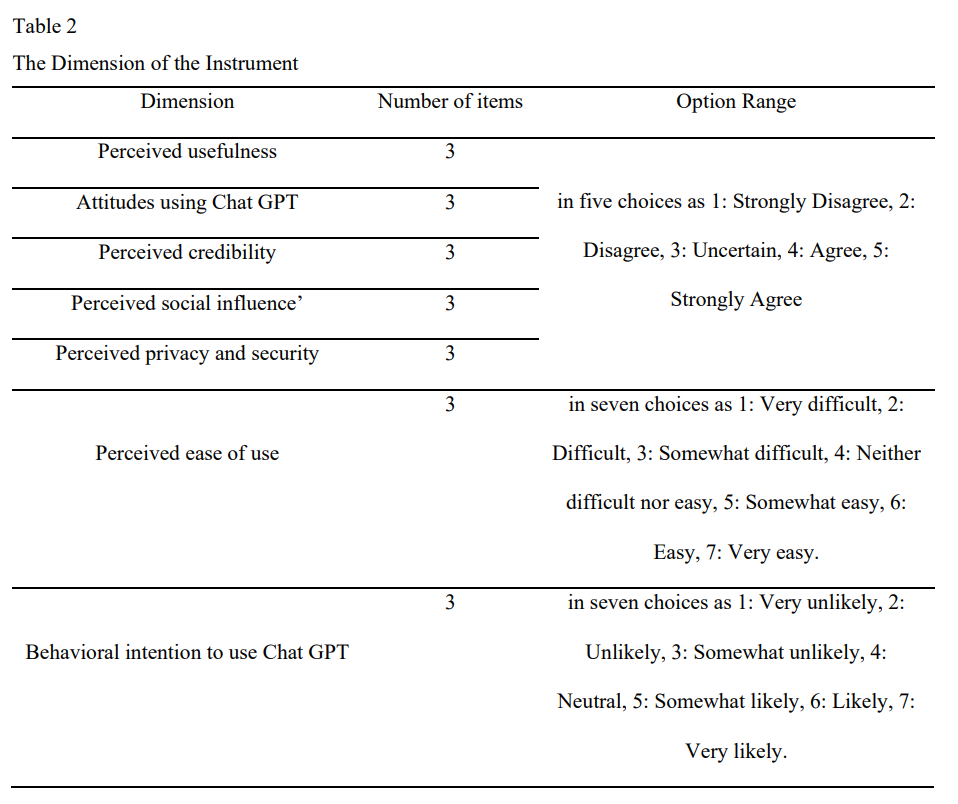 Table 2
The Dimension of the Instrument
Dimension Number of items Option Range
Perceived usefulness 3
Attitudes using Chat GPT 3
Perceived credibility 3
Perceived social influence’ 3
Perceived privacy and security 3
in five choices as 1: Strongly Disagree, 2:
Disagree, 3: Uncertain, 4: Agree, 5:
Strongly Agree
Perceived ease of use
3
in seven choices as 1: Very difficult, 2:
Difficult, 3: Somewhat difficult, 4: Neither
difficult nor easy, 5: Somewhat easy, 6:
Easy, 7: Very easy.
Behavioral intention to use Chat GPT
3
in seven choices as 1: Very unlikely, 2:
Unlikely, 3: Somewhat unlikely, 4:
Neutral, 5: Somewhat likely, 6: Likely, 7:
Very likely.